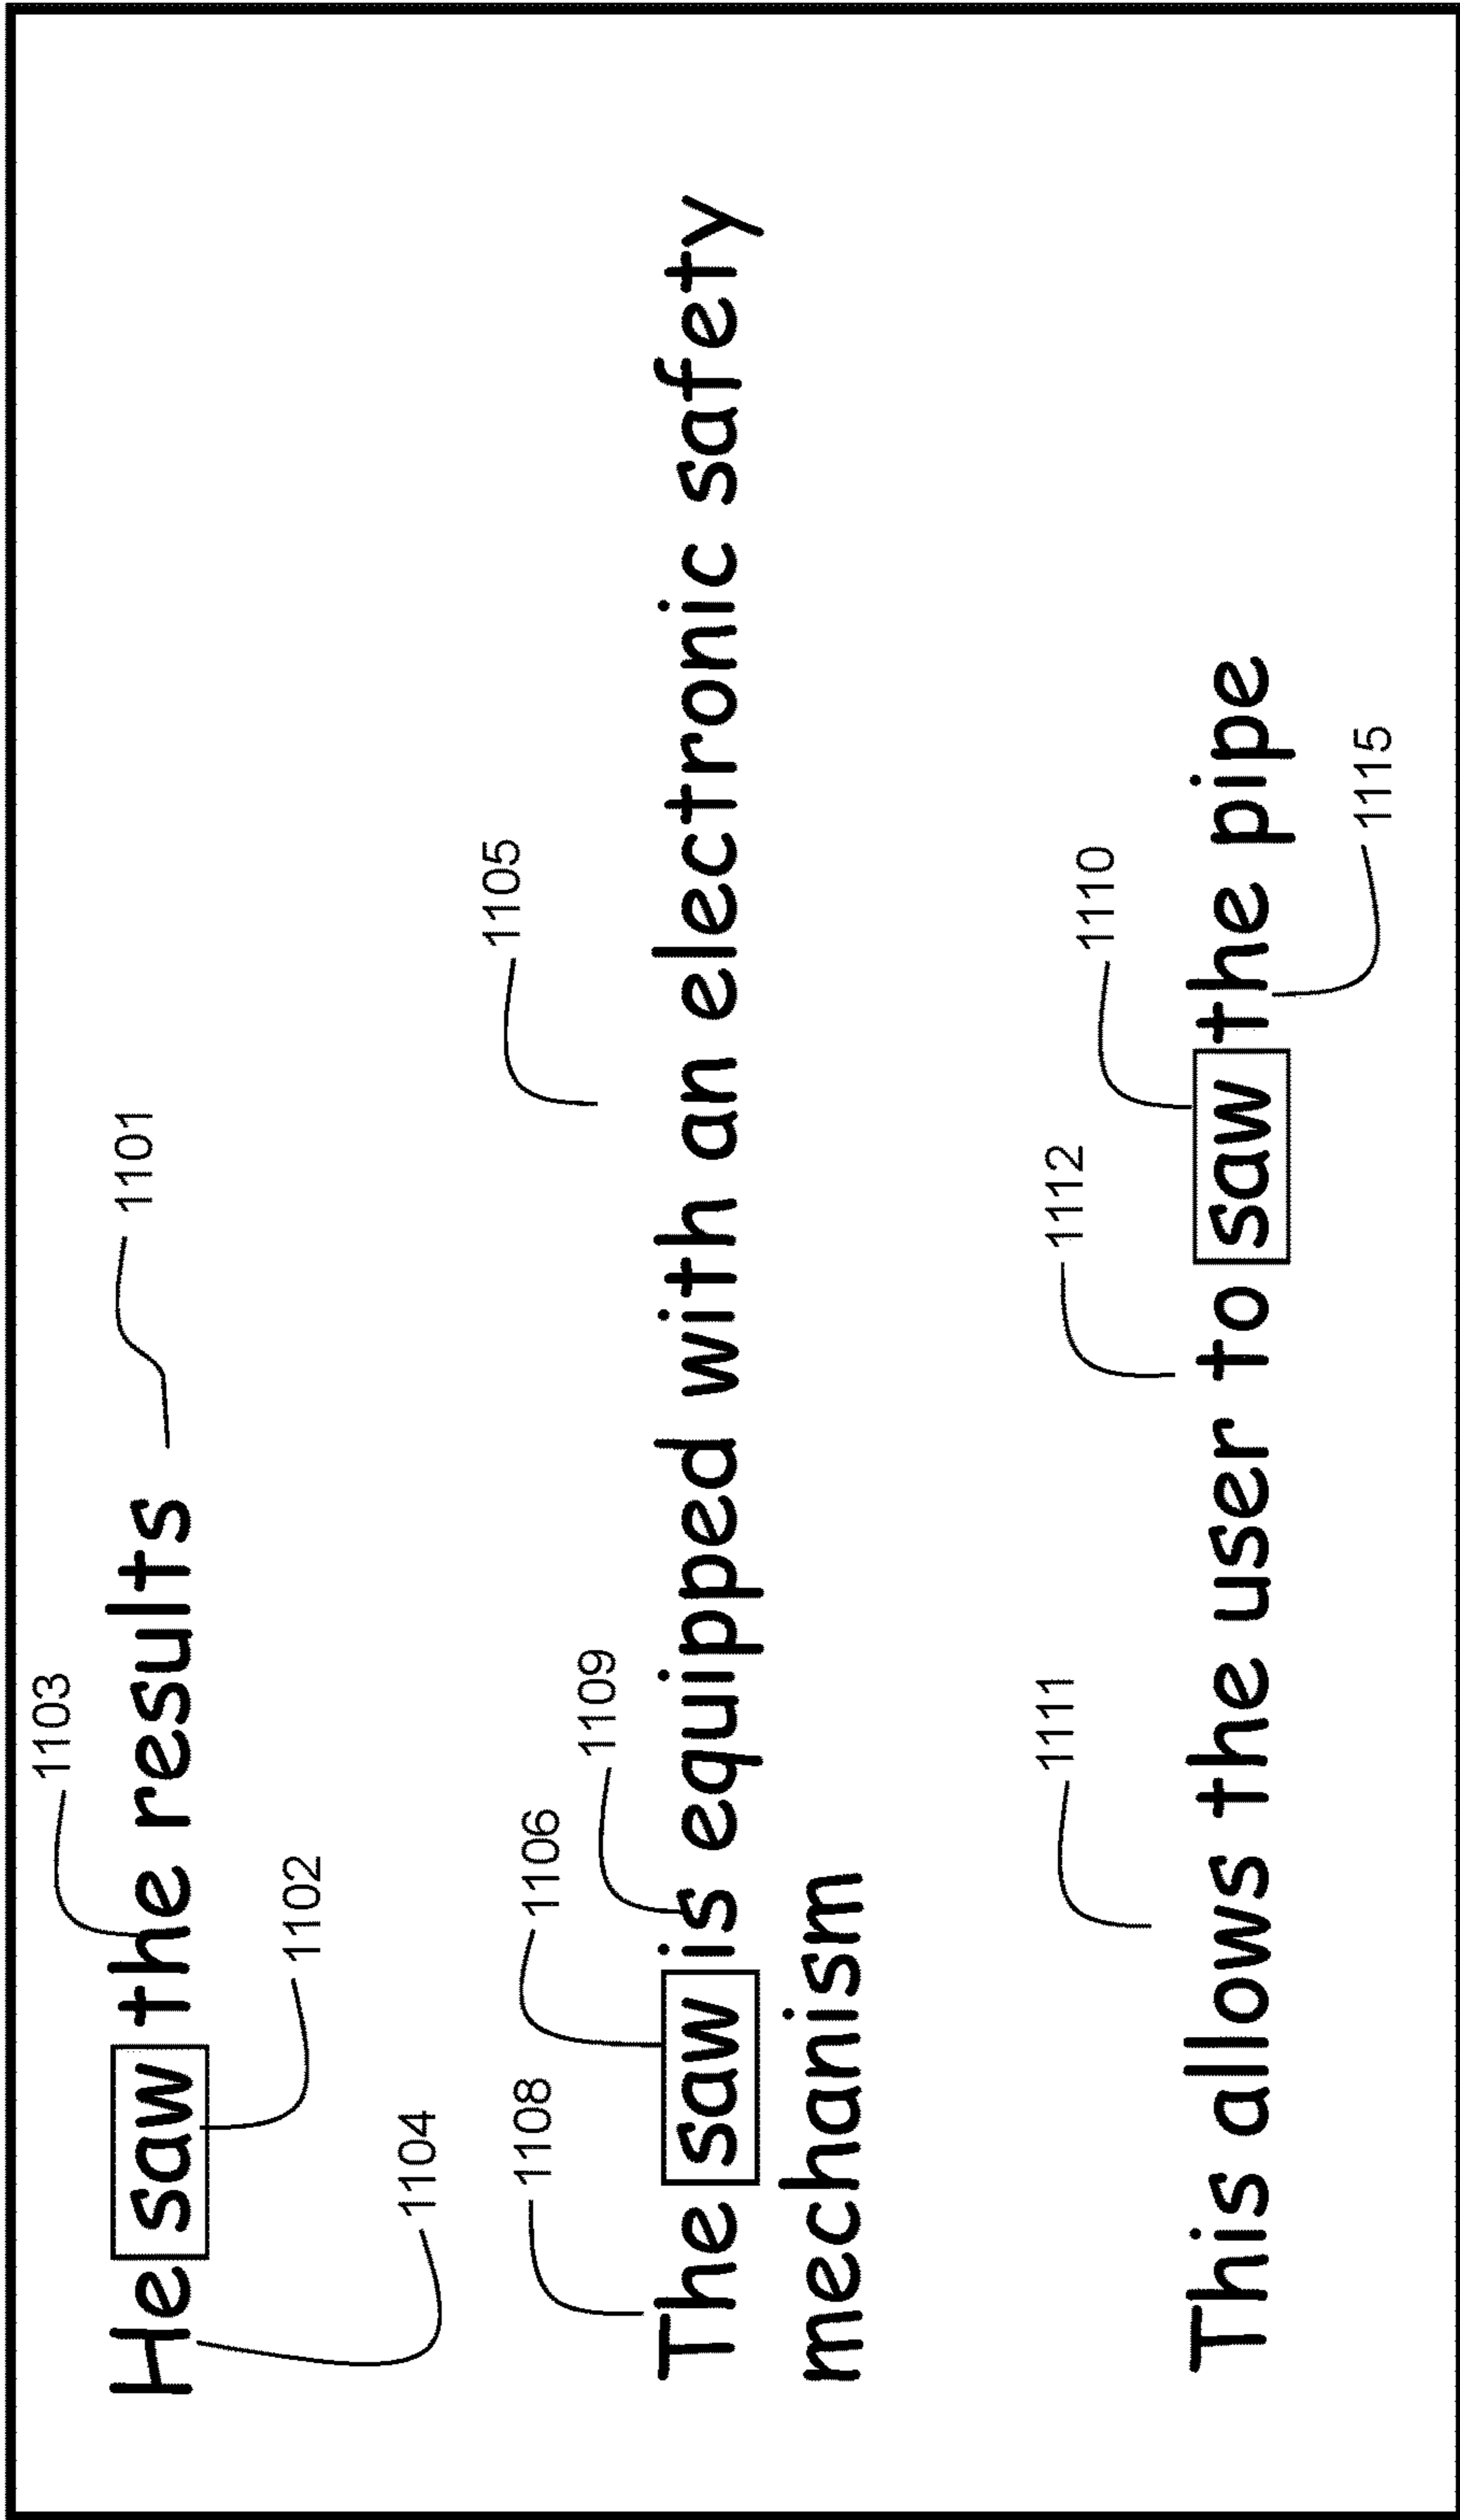 1103
1101
He saw the results
1102
1104
1105
1108 1106 1109
The saw is equipped with an electronic safety
mechanism
1111 1112 1110
This allows the user to saw the pipe
1115